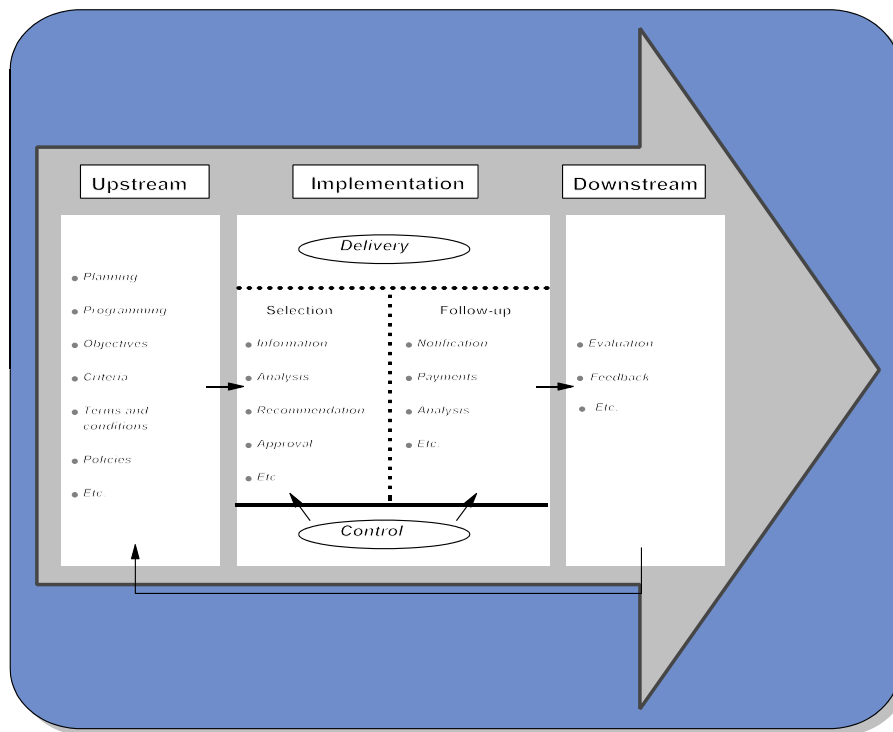 Upstream
Implementation
Downstream
Delivery
Planning
Programming
Objectives
Criteria
Terms and
conditions
Policies
Etc.
Selection
Information
Analysis
Recommendation
Approval
Etc
Follow-up
Notification
Payments
Analysis
Etc.
Control
Evaluation
Feedback
Etc.